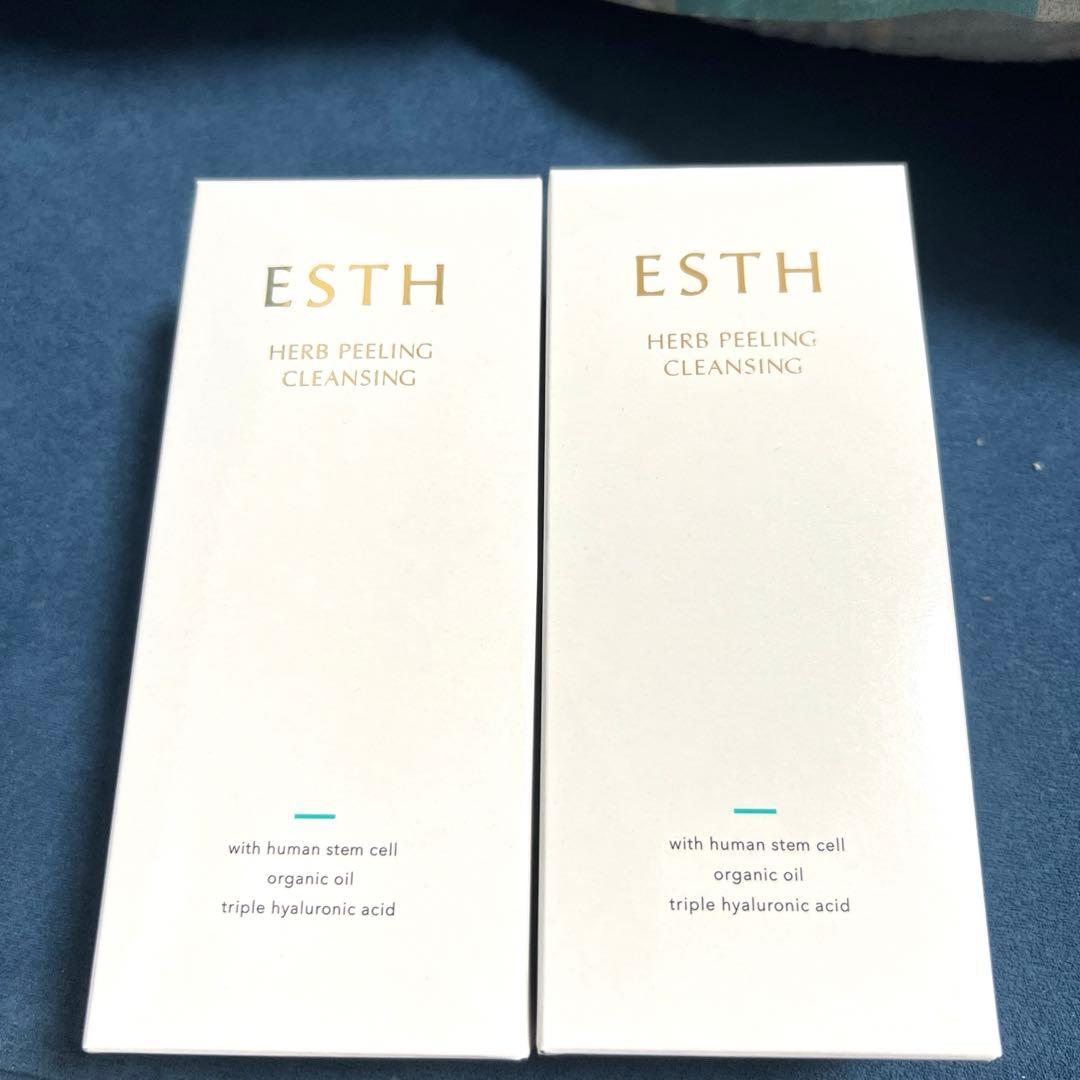 ESTH
HERB PEELING
CLEANSING
with human stem cell
organic oil
triple hyaluronic acid
ESTH
HERB PEELING
CLEANSING
with human stem cell
organic oil
triple hyaluronic acid